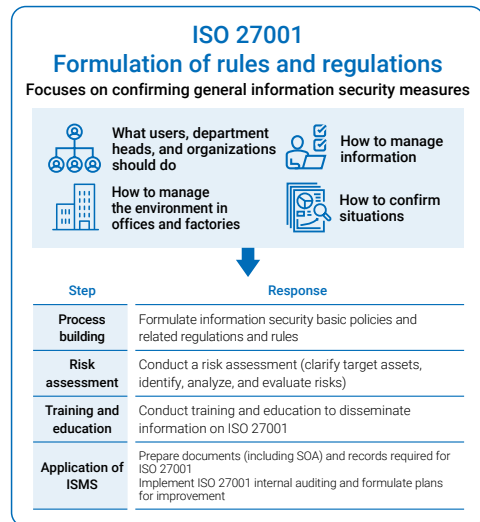 ISO 27001
Formulation of rules and regulations
Focuses on confirming general information security measures
What users, department
heads, and organizations
should do
How to manage
information
How to manage
the environment in
offices and factories
How to confirm
situations
Step
Response
Process
building
Formulate information security basic policies and
related regulations and rules
Risk
assessment
Conduct a risk assessment (clarify target assets,
identify, analyze, and evaluate risks)
Training and
education
Conduct training and education to disseminate
information on ISO 27001
Application of
ISMS
Prepare documents (including SOA) and records required for
ISO 27001
Implement ISO 27001 internal auditing and formulate plans
for improvement